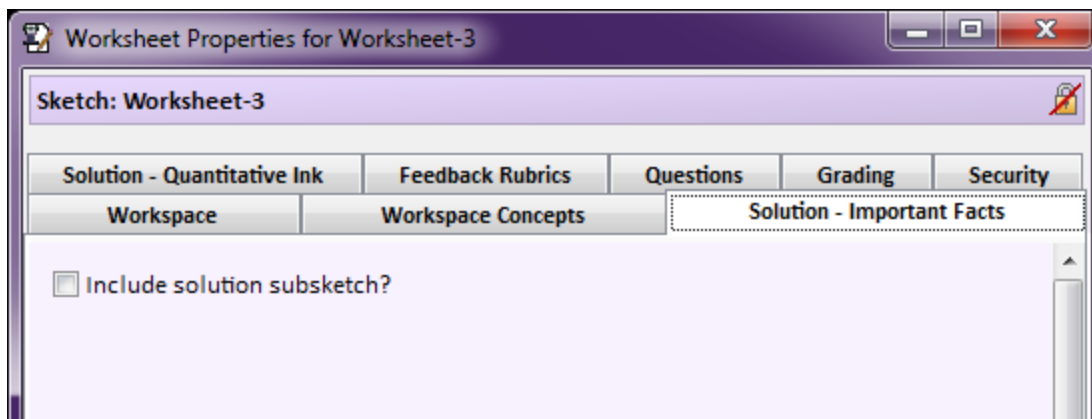 Worksheet Properties for Worksheet-3
Sketch: Worksheet-3
Solution - Quantitative Ink Feedback Rubrics Questions Grading Security
Workspace Workspace Concepts Solution - Important Facts
Include solution subsketch?